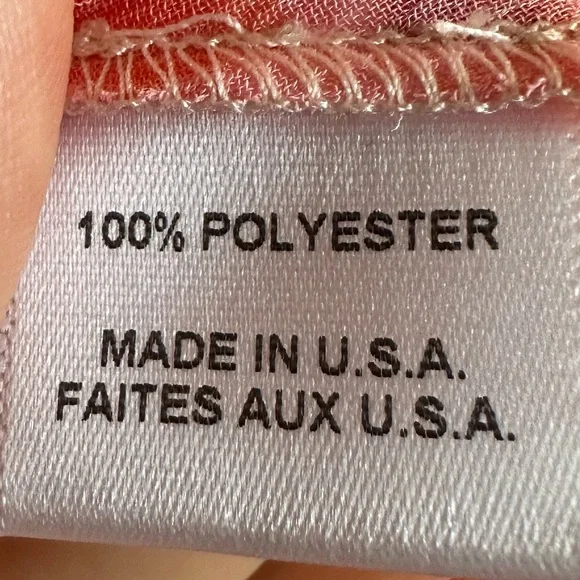 100% POLYESTER
MADE IN U.S.A.
FAITES AUX U.S.A.